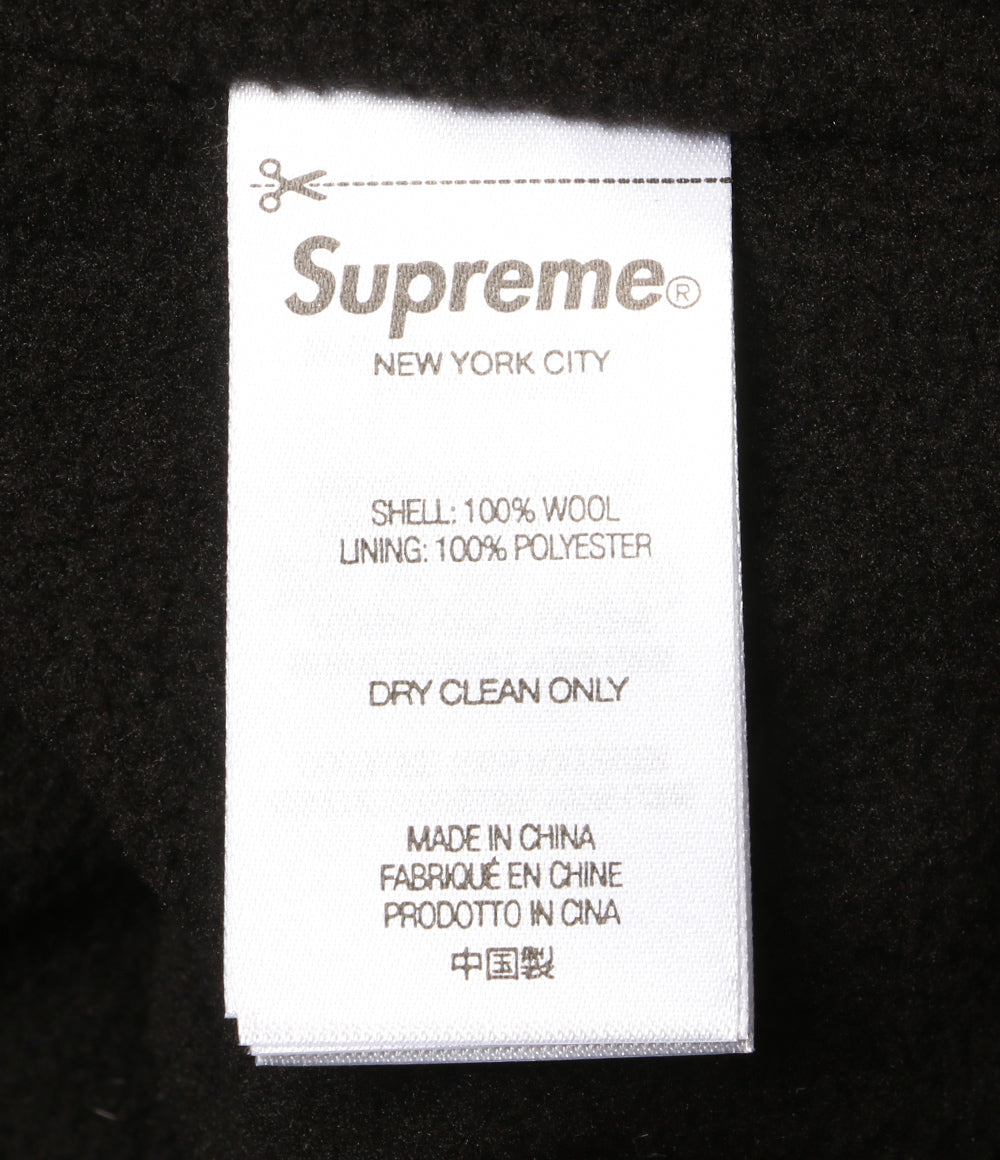 Supreme®
NEW YORK CITY
SHELL: 100% WOOL
LINING: 100% POLYESTER
DRY CLEAN ONLY
MADE IN CHINA
FABRIQUÉ EN CHINE
PRODOTTO IN CINA
中国製